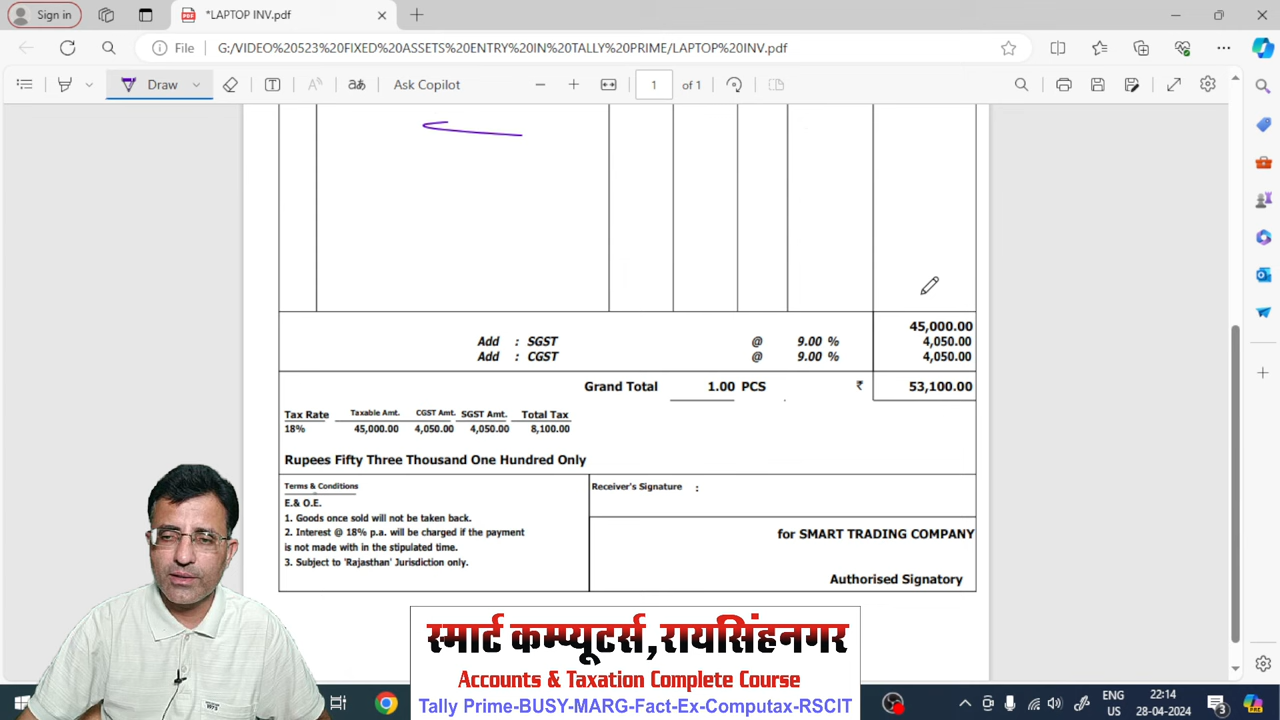 Sign in
*LAPTOP INV.pdf
File
G:/VIDEO%20523%20FIXED%20ASSETS%20ENTRY%20IN%20TALLY%20PRIME/LAPTOP%20INV.pdf
Draw
aあ
Ask Copilot
1 of 1
45,000.00
Add : SGST @ 9.00 % 4,050.00
Add : CGST @ 9.00 % 4,050.00
Grand Total 1.00 PCS ₹ 53,100.00
Tax Rate Taxable Amt. CGST Amt. SGST Amt. Total Tax
18% 45,000.00 4,050.00 4,050.00 8,100.00
Rupees Fifty Three Thousand One Hundred Only
Terms & Conditions
E.& O.E.
1. Goods once sold will not be taken back.
2. Interest @ 18% p.a. will be charged if the payment
is not made with in the stipulated time.
3. Subject to 'Rajasthan' Jurisdiction only.
Receiver's Signature :
for SMART TRADING COMPANY
Authorised Signatory
स्मार्ट कम्प्यूटर्स,रायसिंहनगर
Accounts & Taxation Complete Course
Tally Prime-BUSY-MARG-Fact-Ex-Computax-RSCIT
ENG
US
22:14
28-04-2024
3
PRE